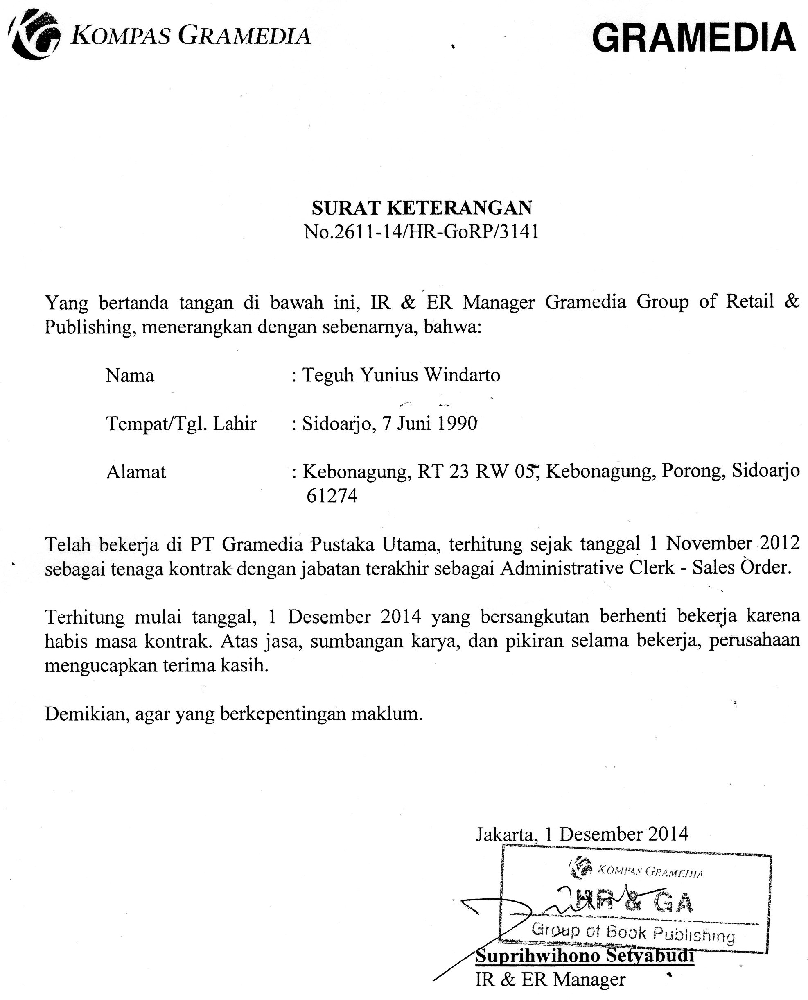 KOMPAS GRAMEDIA
GRAMEDIA
SURAT KETERANGAN
No.2611-14/HR-GoRP/3141
Yang bertanda tangan di bawah ini, IR & ER Manager Gramedia Group of Retail &
Publishing, menerangkan dengan sebenarnya, bahwa:
Nama : Teguh Yunius Windarto
Tempat/Tgl. Lahir : Sidoarjo, 7 Juni 1990
Alamat : Kebonagung, RT 23 RW 05, Kebonagung, Porong, Sidoarjo
61274
Telah bekerja di PT Gramedia Pustaka Utama, terhitung sejak tanggal 1 November 2012
sebagai tenaga kontrak dengan jabatan terakhir sebagai Administrative Clerk - Sales Order.
Terhitung mulai tanggal, 1 Desember 2014 yang bersangkutan berhenti bekerja karena
habis masa kontrak. Atas jasa, sumbangan karya, dan pikiran selama bekerja, perusahaan
mengucapkan terima kasih.
Demikian, agar yang berkepentingan maklum.
Jakarta, 1 Desember 2014
KOMPAS GRAMEDIA
HR & GA
Group of Book Publishing
Suprihwihono Setyabudi
IR & ER Manager